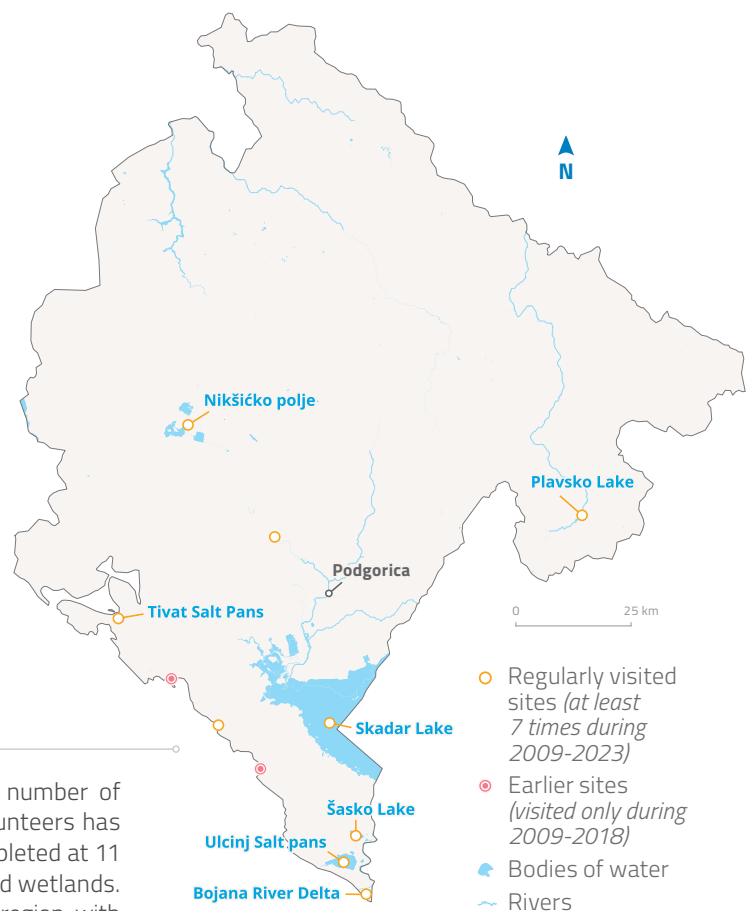 N
Nikšićko polje
Plavsko Lake
Podgorica
Tivat Salt Pans
0 25 km
Skadar Lake
Šasko Lake
Ulcinj Salt pans
Bojana River Delta
Regularly visited
sites (at least
7 times during
2009-2023)
Earlier sites
(visited only during
2009-2018)
Bodies of water
Rivers
number of
unteers has
pleted at 11
d wetlands.